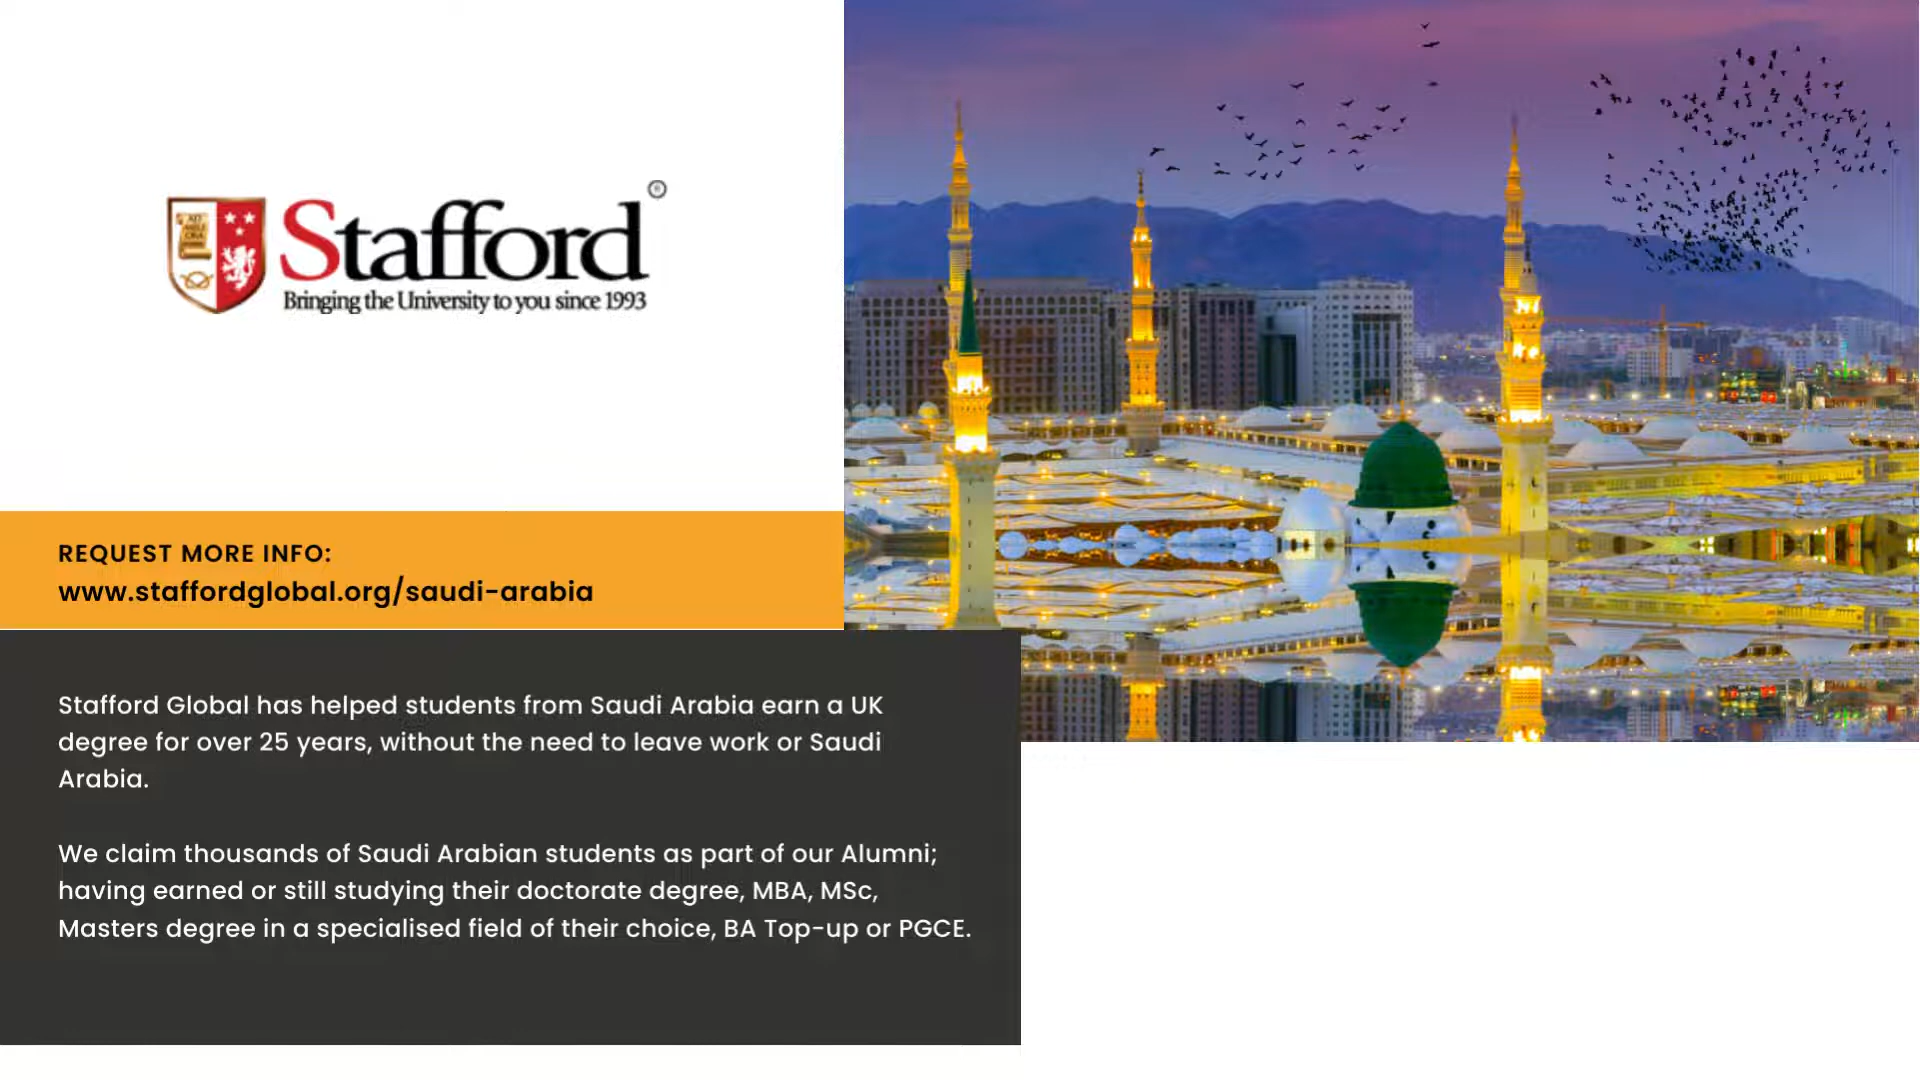 Stafford®
Bringing the University to you since 1993
REQUEST MORE INFO:
www.staffordglobal.org/saudi-arabia
Stafford Global has helped students from Saudi Arabia earn a UK
degree for over 25 years, without the need to leave work or Saudi
Arabia.
We claim thousands of Saudi Arabian students as part of our Alumni;
having earned or still studying their doctorate degree, MBA, MSc,
Masters degree in a specialised field of their choice, BA Top-up or PGCE.